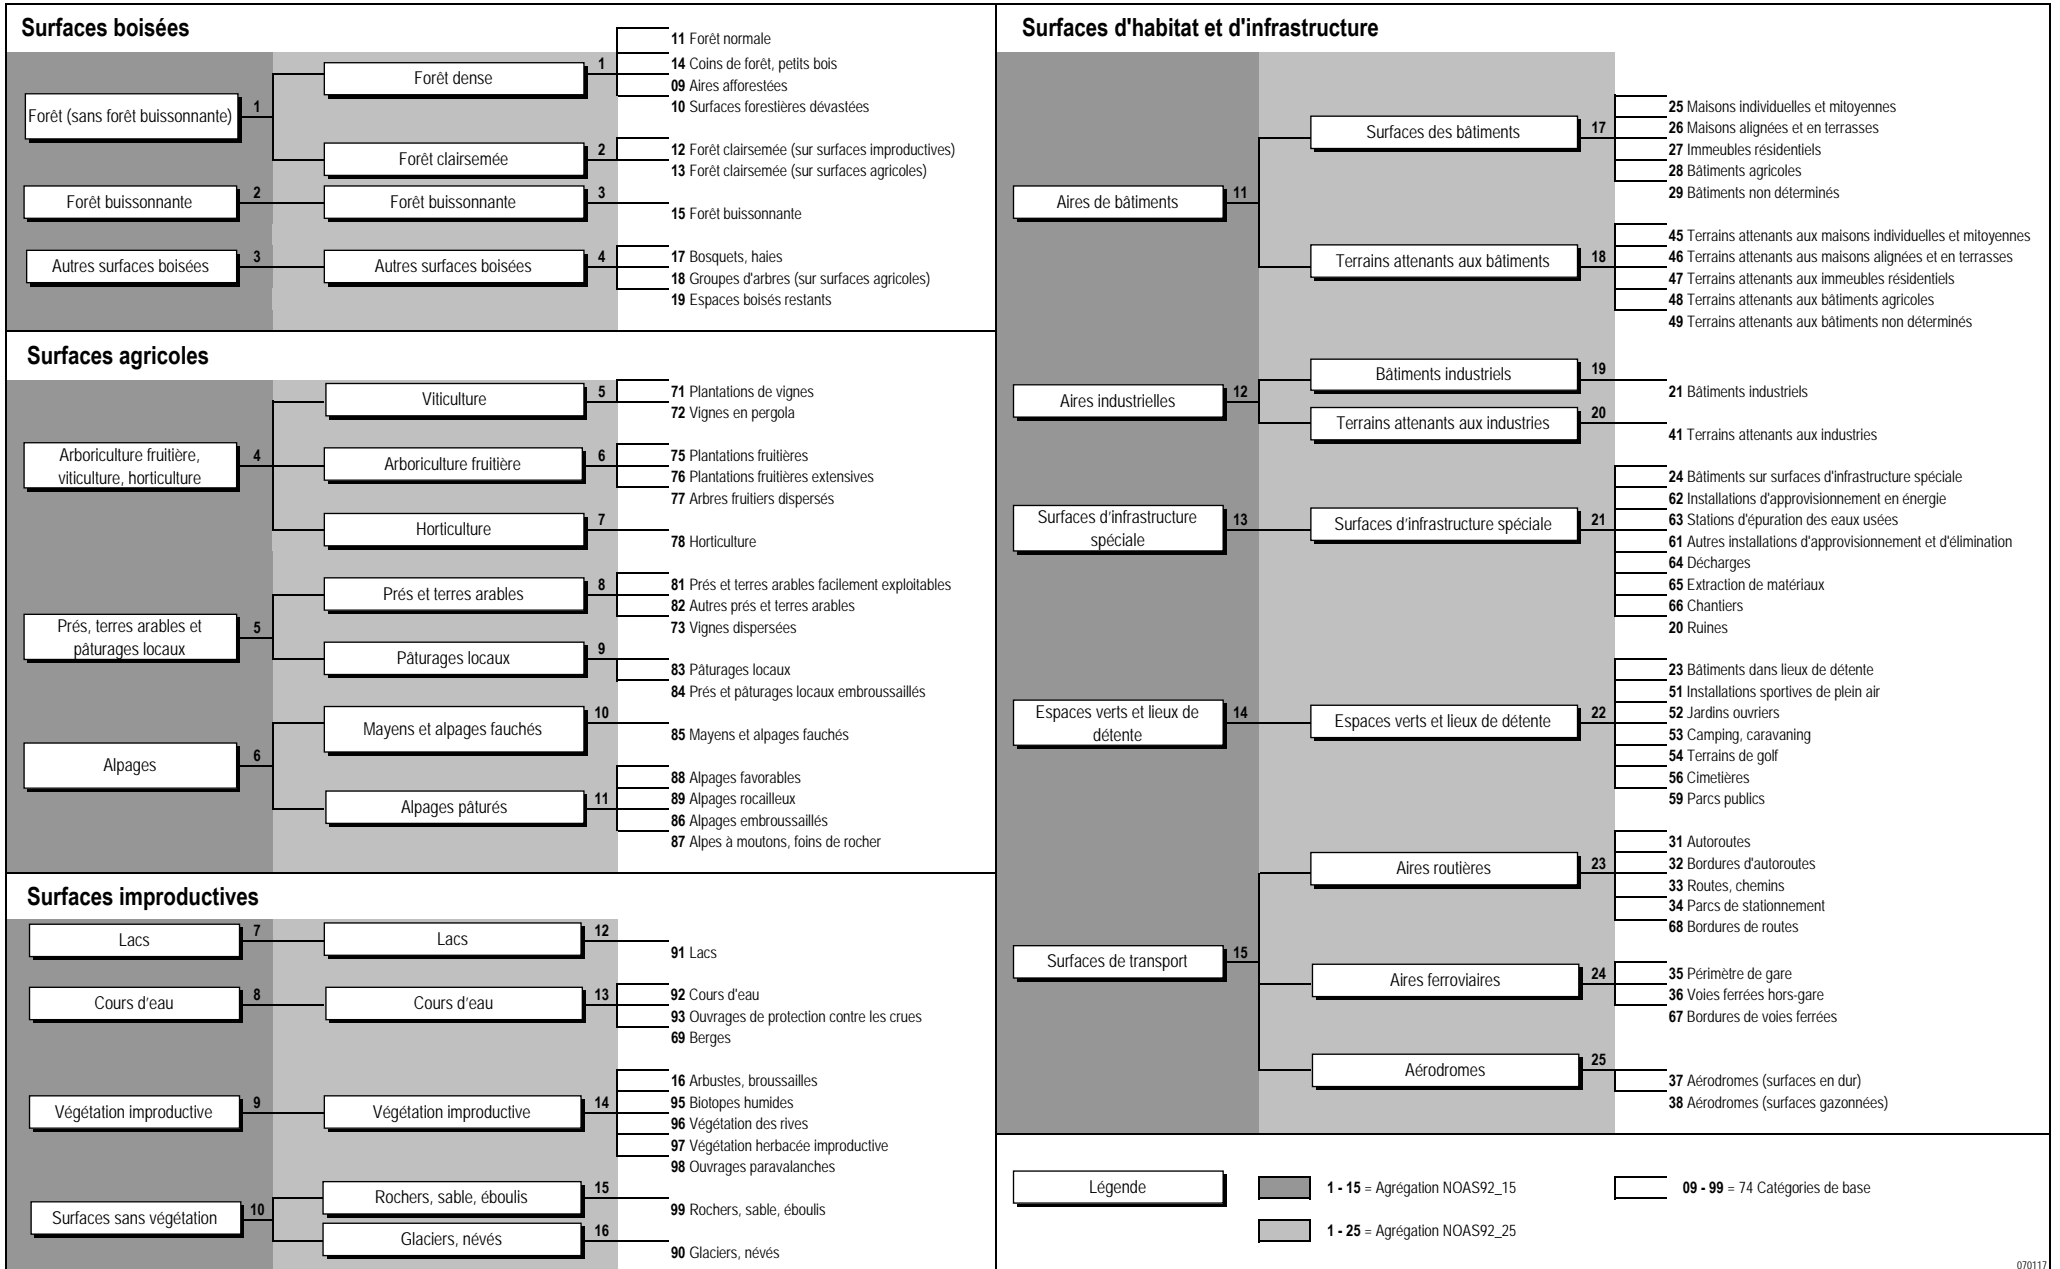 Surfaces boisées
Forêt (sans forêt buissonnante)
1
Forêt dense
1
11 Forêt normale
14 Coins de forêt, petits bois
09 Aires afforestées
10 Surfaces forestières dévastées
Forêt clairsemée
2
12 Forêt clairsemée (sur surfaces improductives)
13 Forêt clairsemée (sur surfaces agricoles)
Forêt buissonnante
2
Forêt buissonnante
3
15 Forêt buissonnante
Autres surfaces boisées
3
Autres surfaces boisées
4
17 Bosquets, haies
18 Groupes d'arbres (sur surfaces agricoles)
19 Espaces boisés restants
Surfaces agricoles
Arboriculture fruitière,
viticulture, horticulture
4
Viticulture
5
71 Plantations de vignes
72 Vignes en pergola
Arboriculture fruitière
6
75 Plantations fruitières
76 Plantations fruitières extensives
77 Arbres fruitiers dispersés
Horticulture
7
78 Horticulture
Prés, terres arables et
pâturages locaux
5
Prés et terres arables
8
81 Prés et terres arables facilement exploitables
82 Autres prés et terres arables
73 Vignes dispersées
Pâturages locaux
9
83 Pâturages locaux
84 Prés et pâturages locaux embroussaillés
Alpages
6
Mayens et alpages fauchés
10
85 Mayens et alpages fauchés
Alpages pâturés
11
88 Alpages favorables
89 Alpages rocailleux
86 Alpages embroussaillés
87 Alpes à moutons, foins de rocher
Surfaces improductives
Lacs
7
Lacs
12
91 Lacs
Cours d'eau
8
Cours d'eau
13
92 Cours d'eau
93 Ouvrages de protection contre les crues
69 Berges
Végétation improductive
9
Végétation improductive
14
16 Arbustes, broussailles
95 Biotopes humides
96 Végétation des rives
97 Végétation herbacée improductive
98 Ouvrages paravalanches
Surfaces sans végétation
10
Rochers, sable, éboulis
15
99 Rochers, sable, éboulis
Glaciers, névés
16
90 Glaciers, névés
Surfaces d'habitat et d'infrastructure
Aires de bâtiments
11
Surfaces des bâtiments
17
25 Maisons individuelles et mitoyennes
26 Maisons alignées et en terrasses
27 Immeubles résidentiels
28 Bâtiments agricoles
29 Bâtiments non déterminés
Terrains attenants aux bâtiments
18
45 Terrains attenants aux maisons individuelles et mitoyennes
46 Terrains attenants aus maisons alignées et en terrasses
47 Terrains attenants aux immeubles résidentiels
48 Terrains attenants aux bâtiments agricoles
49 Terrains attenants aux bâtiments non déterminés
Aires industrielles
12
Bâtiments industriels
19
21 Bâtiments industriels
Terrains attenants aux industries
20
41 Terrains attenants aux industries
Surfaces d'infrastructure
spéciale
13
Surfaces d'infrastructure spéciale
21
24 Bâtiments sur surfaces d'infrastructure spéciale
62 Installations d'approvisionnement en énergie
63 Stations d'épuration des eaux usées
61 Autres installations d'approvisionnement et d'élimination
64 Décharges
65 Extraction de matériaux
66 Chantiers
20 Ruines
Espaces verts et lieux de
détente
14
Espaces verts et lieux de détente
22
23 Bâtiments dans lieux de détente
51 Installations sportives de plein air
52 Jardins ouvriers
53 Camping, caravaning
54 Terrains de golf
56 Cimetières
59 Parcs publics
Surfaces de transport
15
Aires routières
23
31 Autoroutes
32 Bordures d'autoroutes
33 Routes, chemins
34 Parcs de stationnement
68 Bordures de routes
Aires ferroviaires
24
35 Périmètre de gare
36 Voies ferrées hors-gare
67 Bordures de voies ferrées
Aérodromes
25
37 Aérodromes (surfaces en dur)
38 Aérodromes (surfaces gazonnées)
Légende
1 - 15 = Agrégation NOAS92_15
09 - 99 = 74 Catégories de base
1 - 25 = Agrégation NOAS92_25
070117